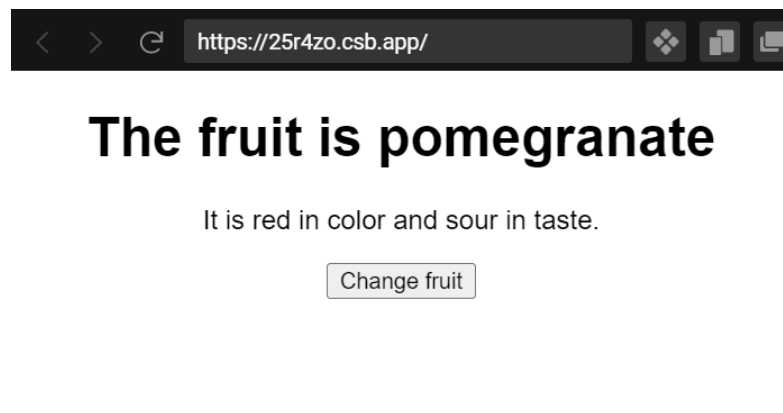 https://25r4zo.csb.app/
The fruit is pomegranate
It is red in color and sour in taste.
Change fruit